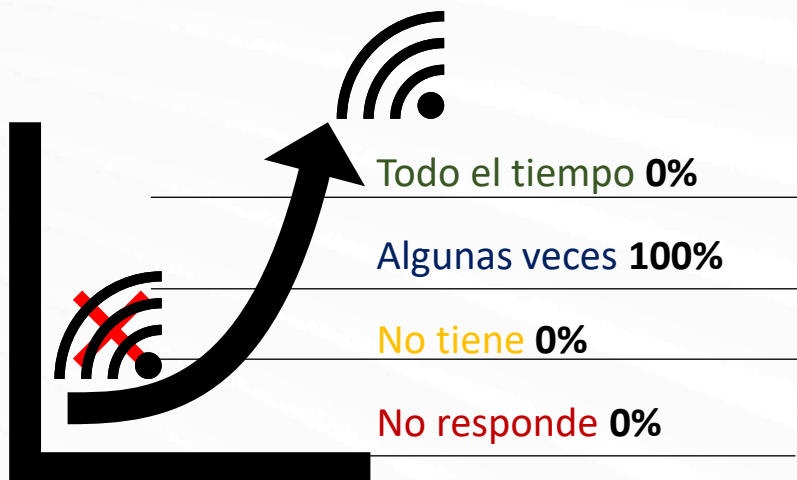 Todo el tiempo 0%
Algunas veces 100%
No tiene 0%
No responde 0%